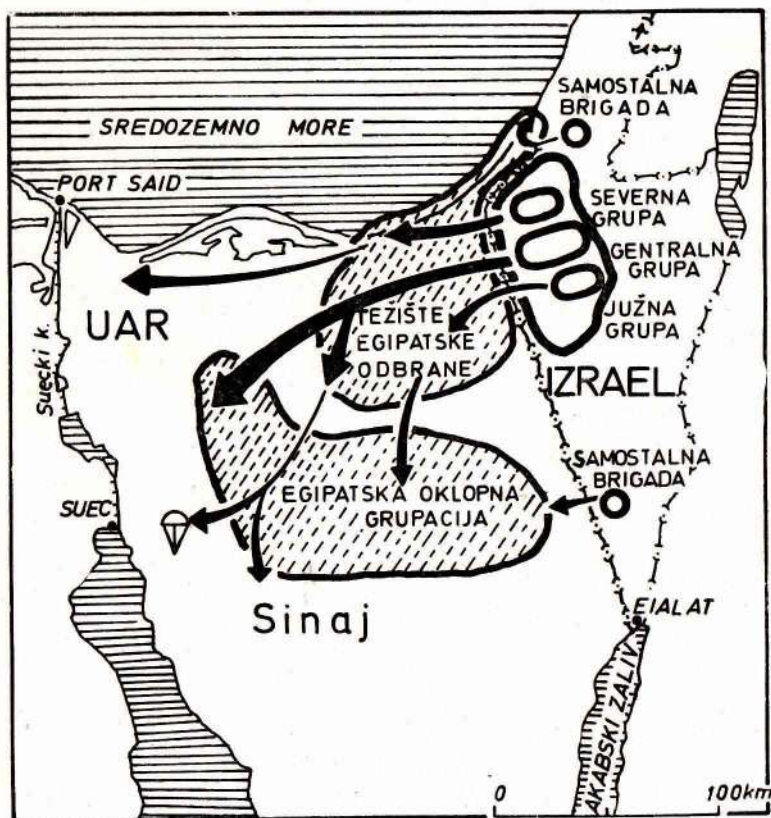 SREDOZEMNO MORE
SAMOSTALNA
BRIGADA
PORT SAID
SEVERNA
GRUPA
GENTRALNA
GRUPA
JUŽNA
GRUPA
UAR
TEŽIŠTE
EGIPATSKE
ODBRANE
IZRAEL
Suecki k.
SAMOSTALNA
BRIGADA
EGIPATSKA OKLOPNA
GRUPACIJA
SUEC
Sinaj
EIALAT
AKABSKI ZALIV
0 100km